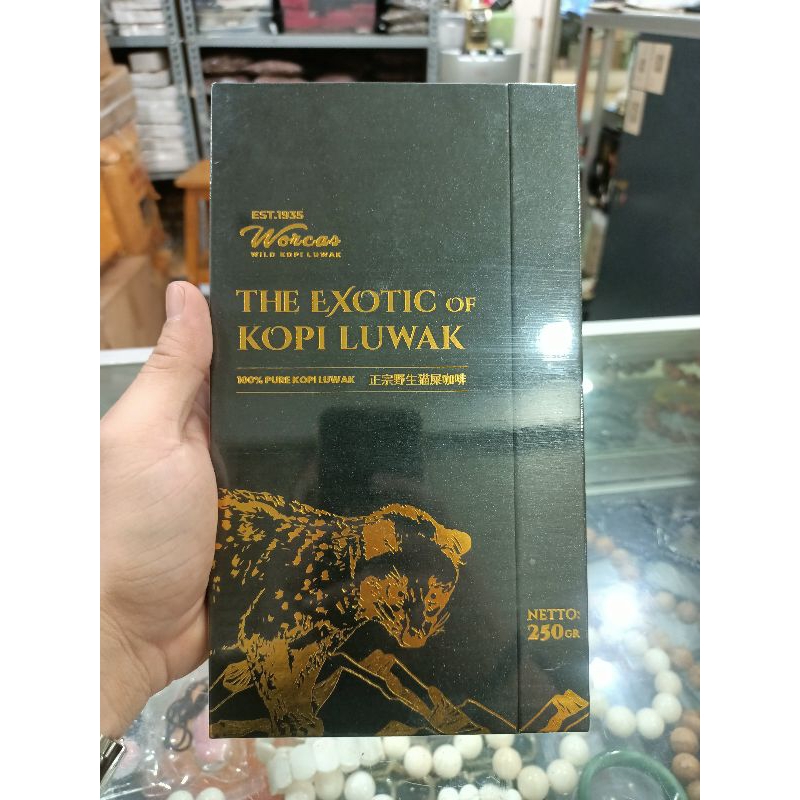 EST.1935
Worcas
WILD KOPI LUWAK
THE EXOTIC OF
KOPI LUWAK
100% PURE KOPI LUWAK 正宗野生猫屎咖啡
NETTO:
250GR